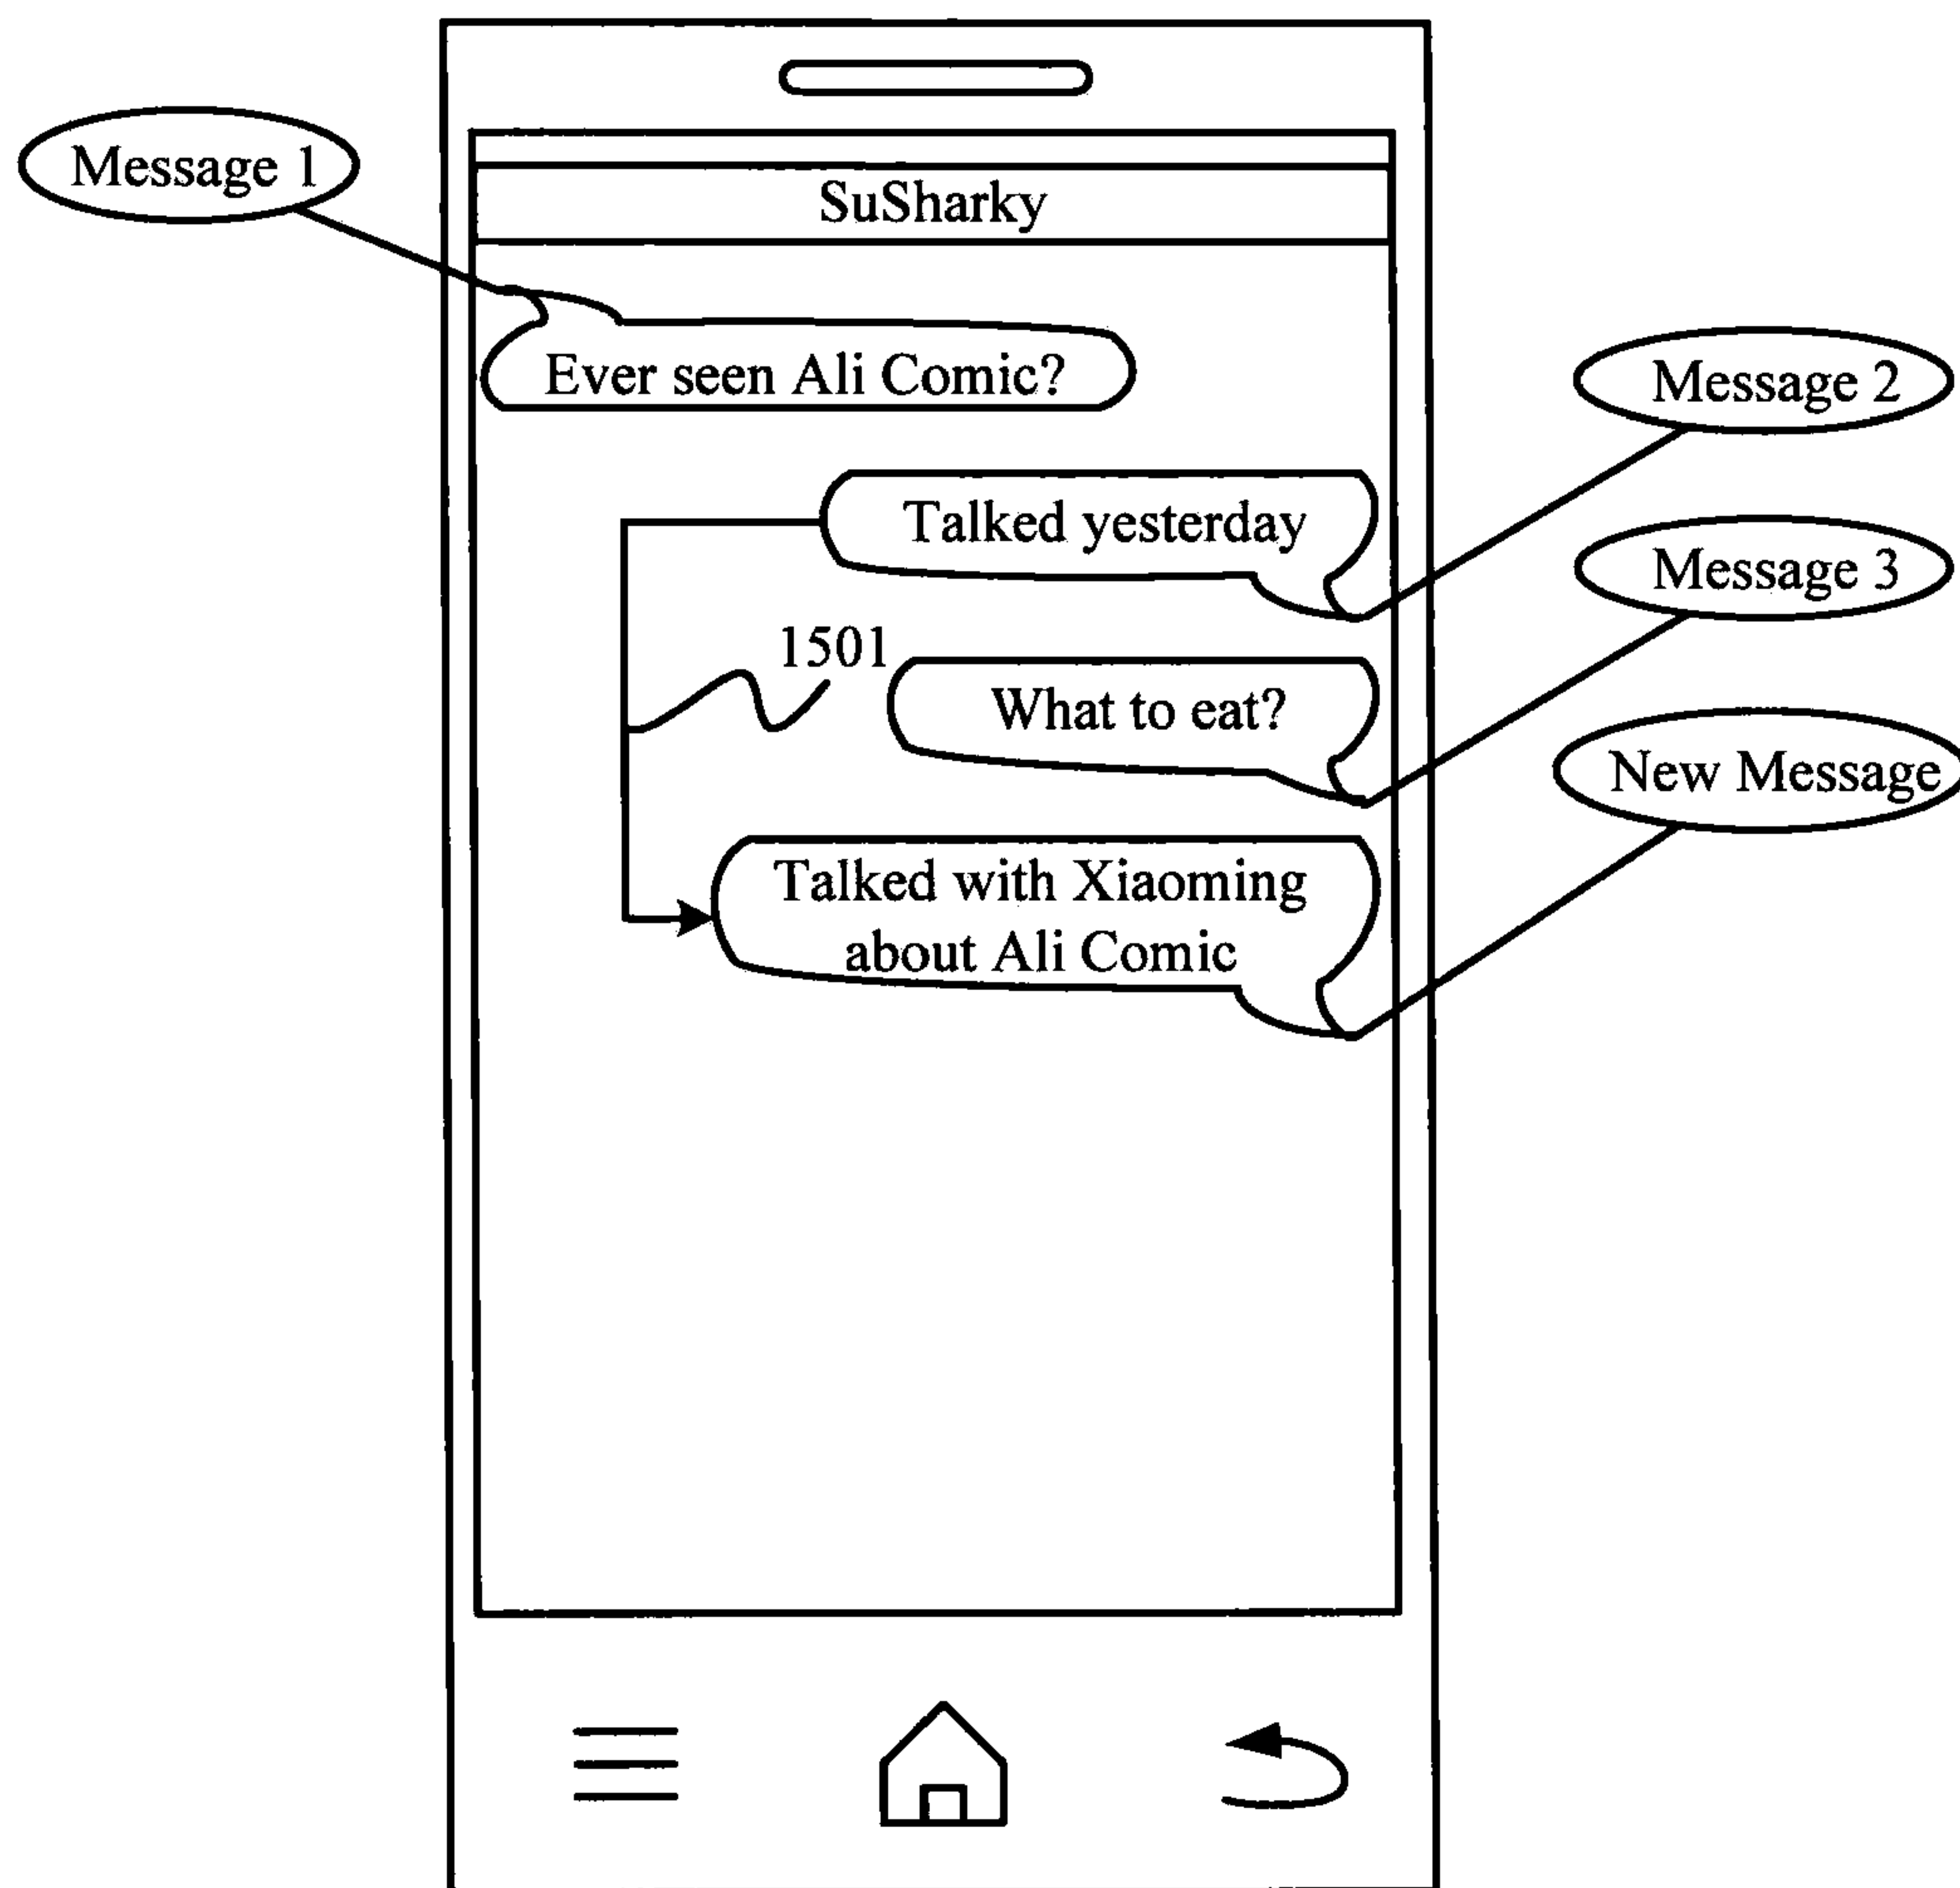 Message 1
SuSharky
Ever seen Ali Comic?
Message 2
Talked yesterday
Message 3
1501
What to eat?
New Message
Talked with Xiaoming
about Ali Comic